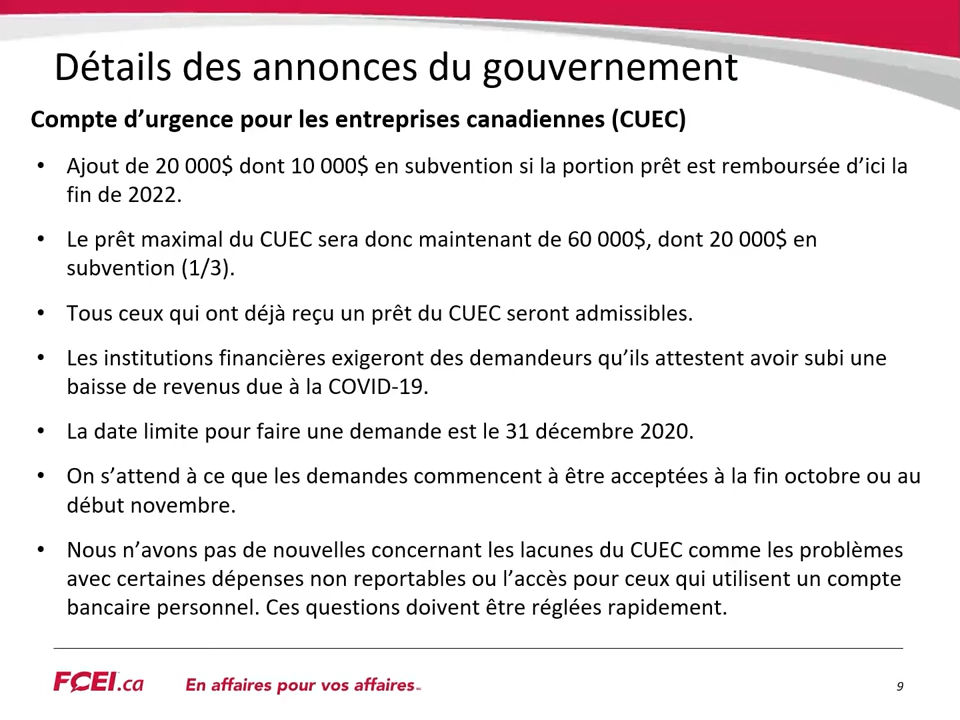 Détails des annonces du gouvernement
Compte d’urgence pour les entreprises canadiennes (CUEC)
• Ajout de 20 000$ dont 10 000$ en subvention si la portion prêt est remboursée d’ici la
fin de 2022.
• Le prêt maximal du CUEC sera donc maintenant de 60 000$, dont 20 000$ en
subvention (1/3).
• Tous ceux qui ont déjà reçu un prêt du CUEC seront admissibles.
• Les institutions financières exigeront des demandeurs qu’ils attestent avoir subi une
baisse de revenus due à la COVID-19.
• La date limite pour faire une demande est le 31 décembre 2020.
• On s’attend à ce que les demandes commencent à être acceptées à la fin octobre ou au
début novembre.
• Nous n’avons pas de nouvelles concernant les lacunes du CUEC comme les problèmes
avec certaines dépenses non reportables ou l’accès pour ceux qui utilisent un compte
bancaire personnel. Ces questions doivent être réglées rapidement.
FCEI.ca En affaires pour vos affaires 9